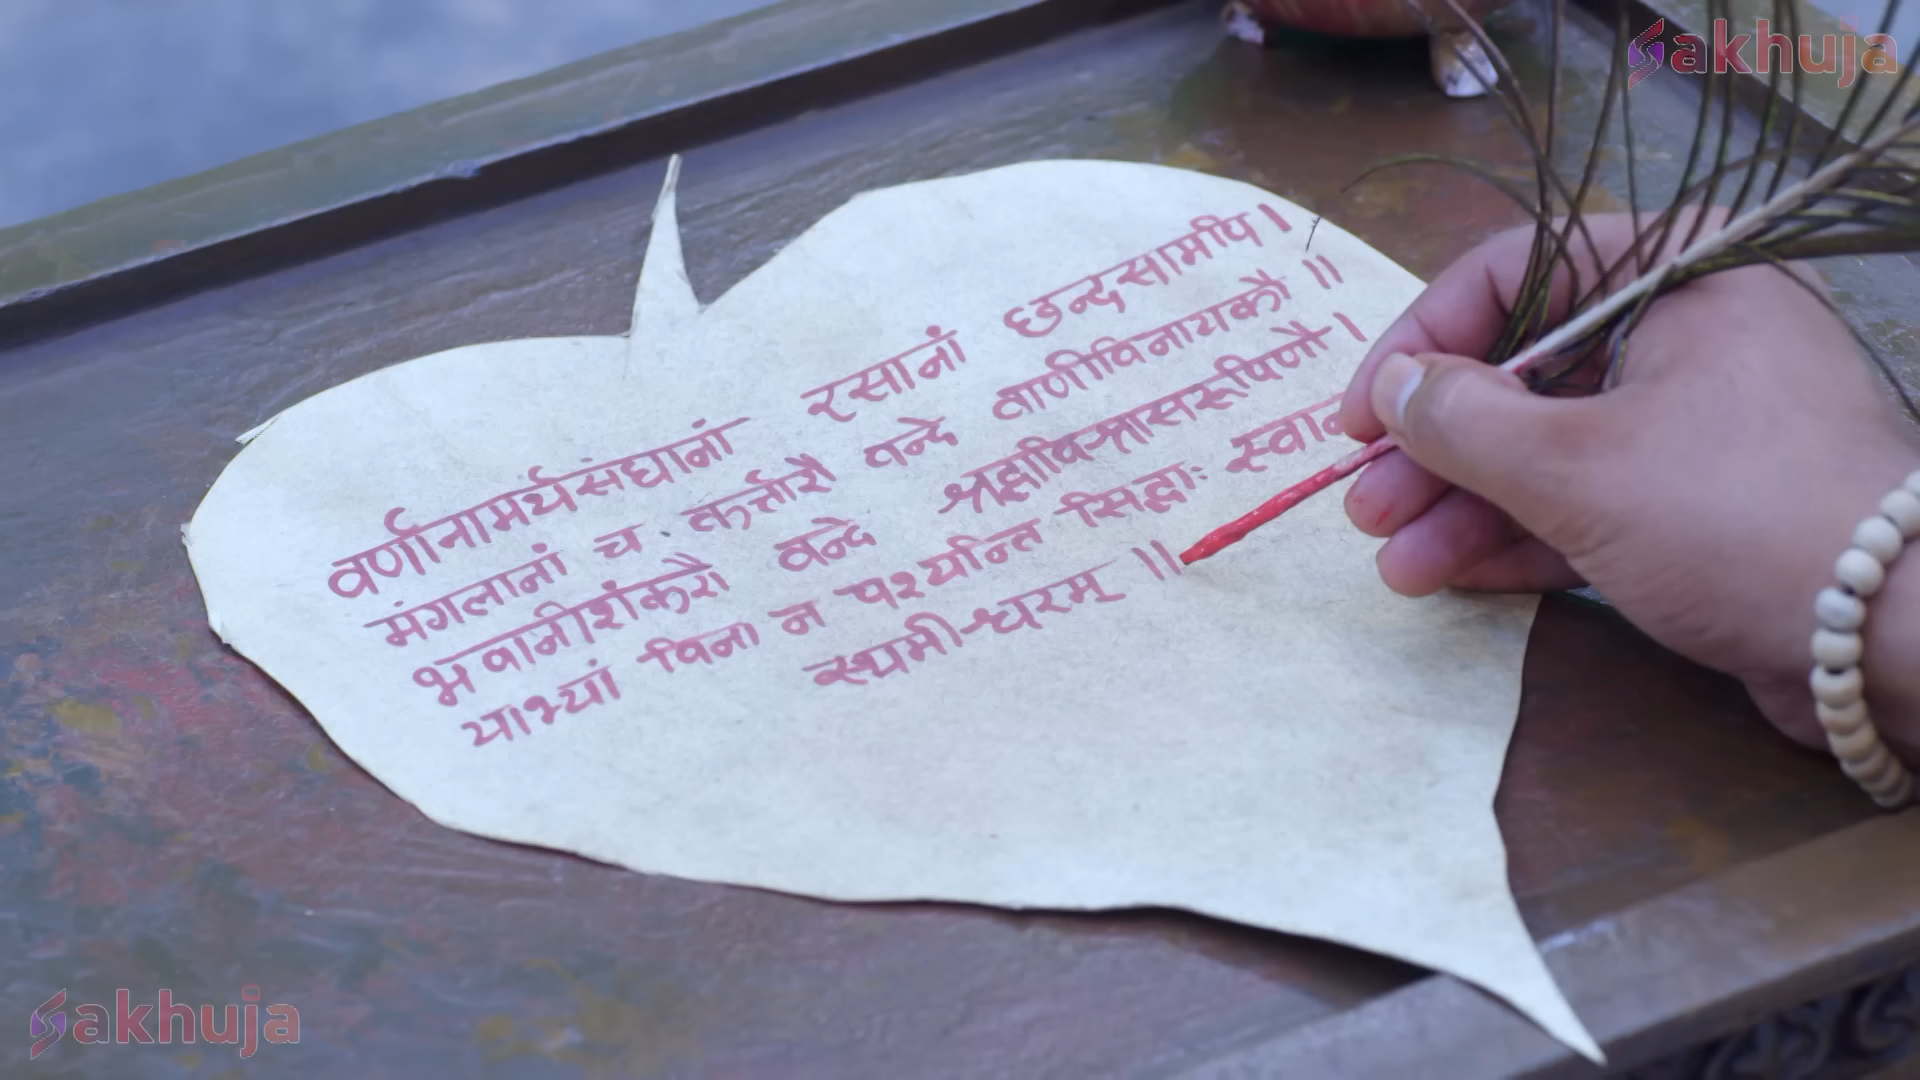 वर्णानामर्थसंघानां रसानां छन्दसामपि ।
मंगलानां च कर्त्तारौ वन्दे वाणीविनायकौ ॥
भवानीशंकरौ वन्दे श्रद्धाविश्वासरूपिणौ ।
याभ्यां विना न पश्यन्ति सिद्धाः स्वान
स्थमीश्वरम् ॥
Sakhuja
Sakhuja